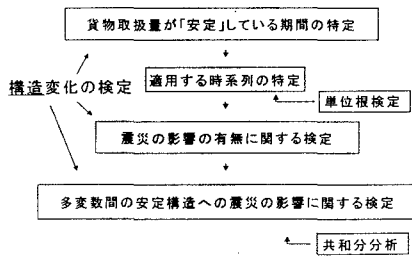 貨物取扱量が「安定」している期間の特定
構造変化の検定
適用する時系列の特定
単位根検定
震災の影響の有無に関する検定
多変数間の安定構造への震災の影響に関する検定
共和分分析